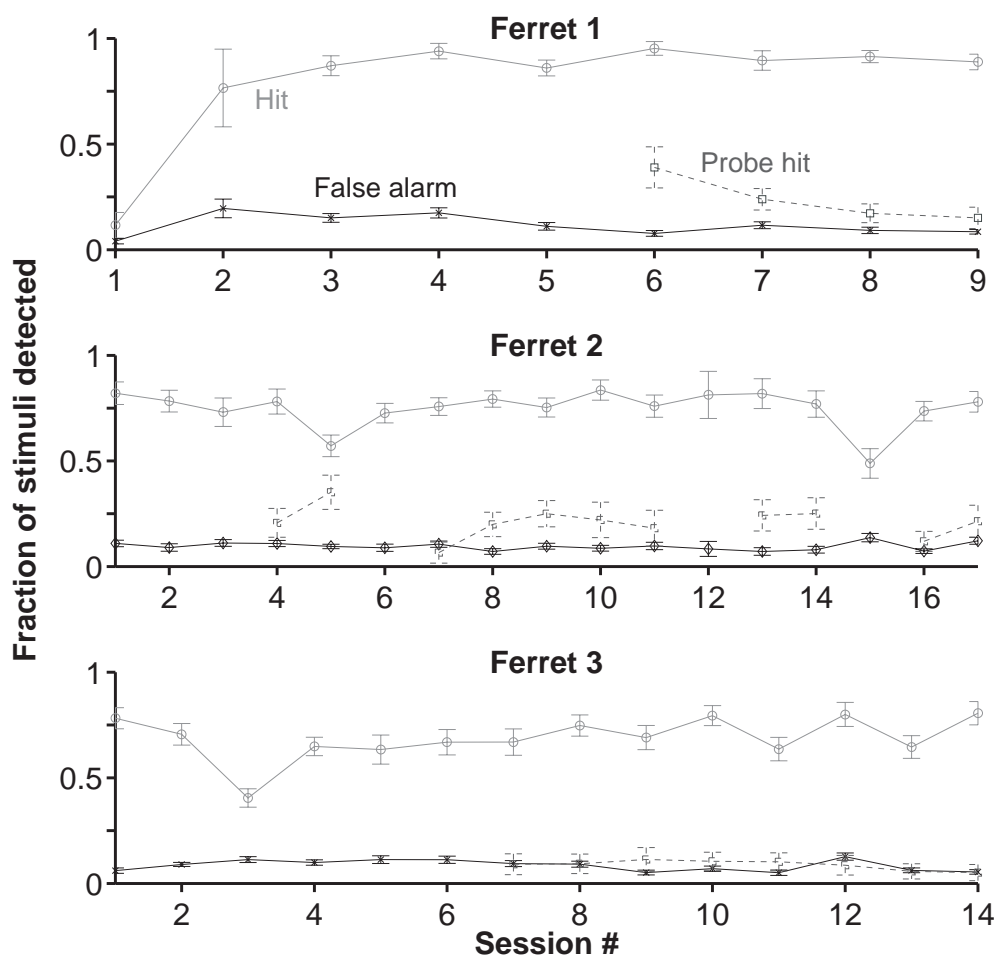 Fraction of stimuli detected
Ferret 1
1
0.5
0
Hit
False alarm
Probe hit
1 2 3 4 5 6 7 8 9
Ferret 2
1
0.5
0
2 4 6 8 10 12 14 16
Ferret 3
1
0.5
0
2 4 6 8 10 12 14
Session #